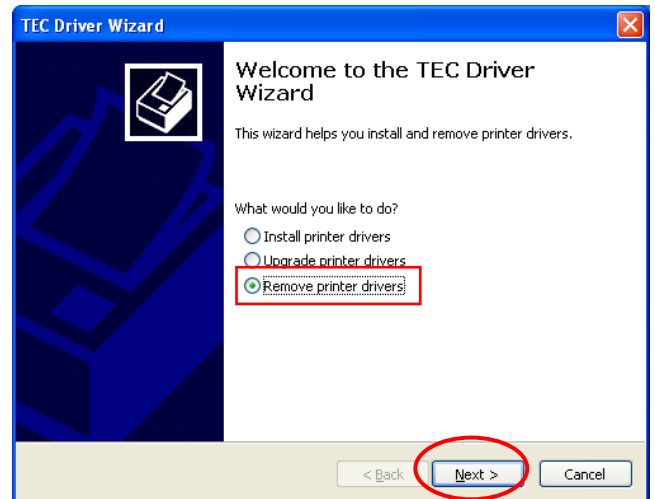 TEC Driver Wizard
Welcome to the TEC Driver
Wizard
This wizard helps you install and remove printer drivers.
What would you like to do?
Install printer drivers
Upgrade printer drivers
Remove printer drivers
< Back
Next >
Cancel